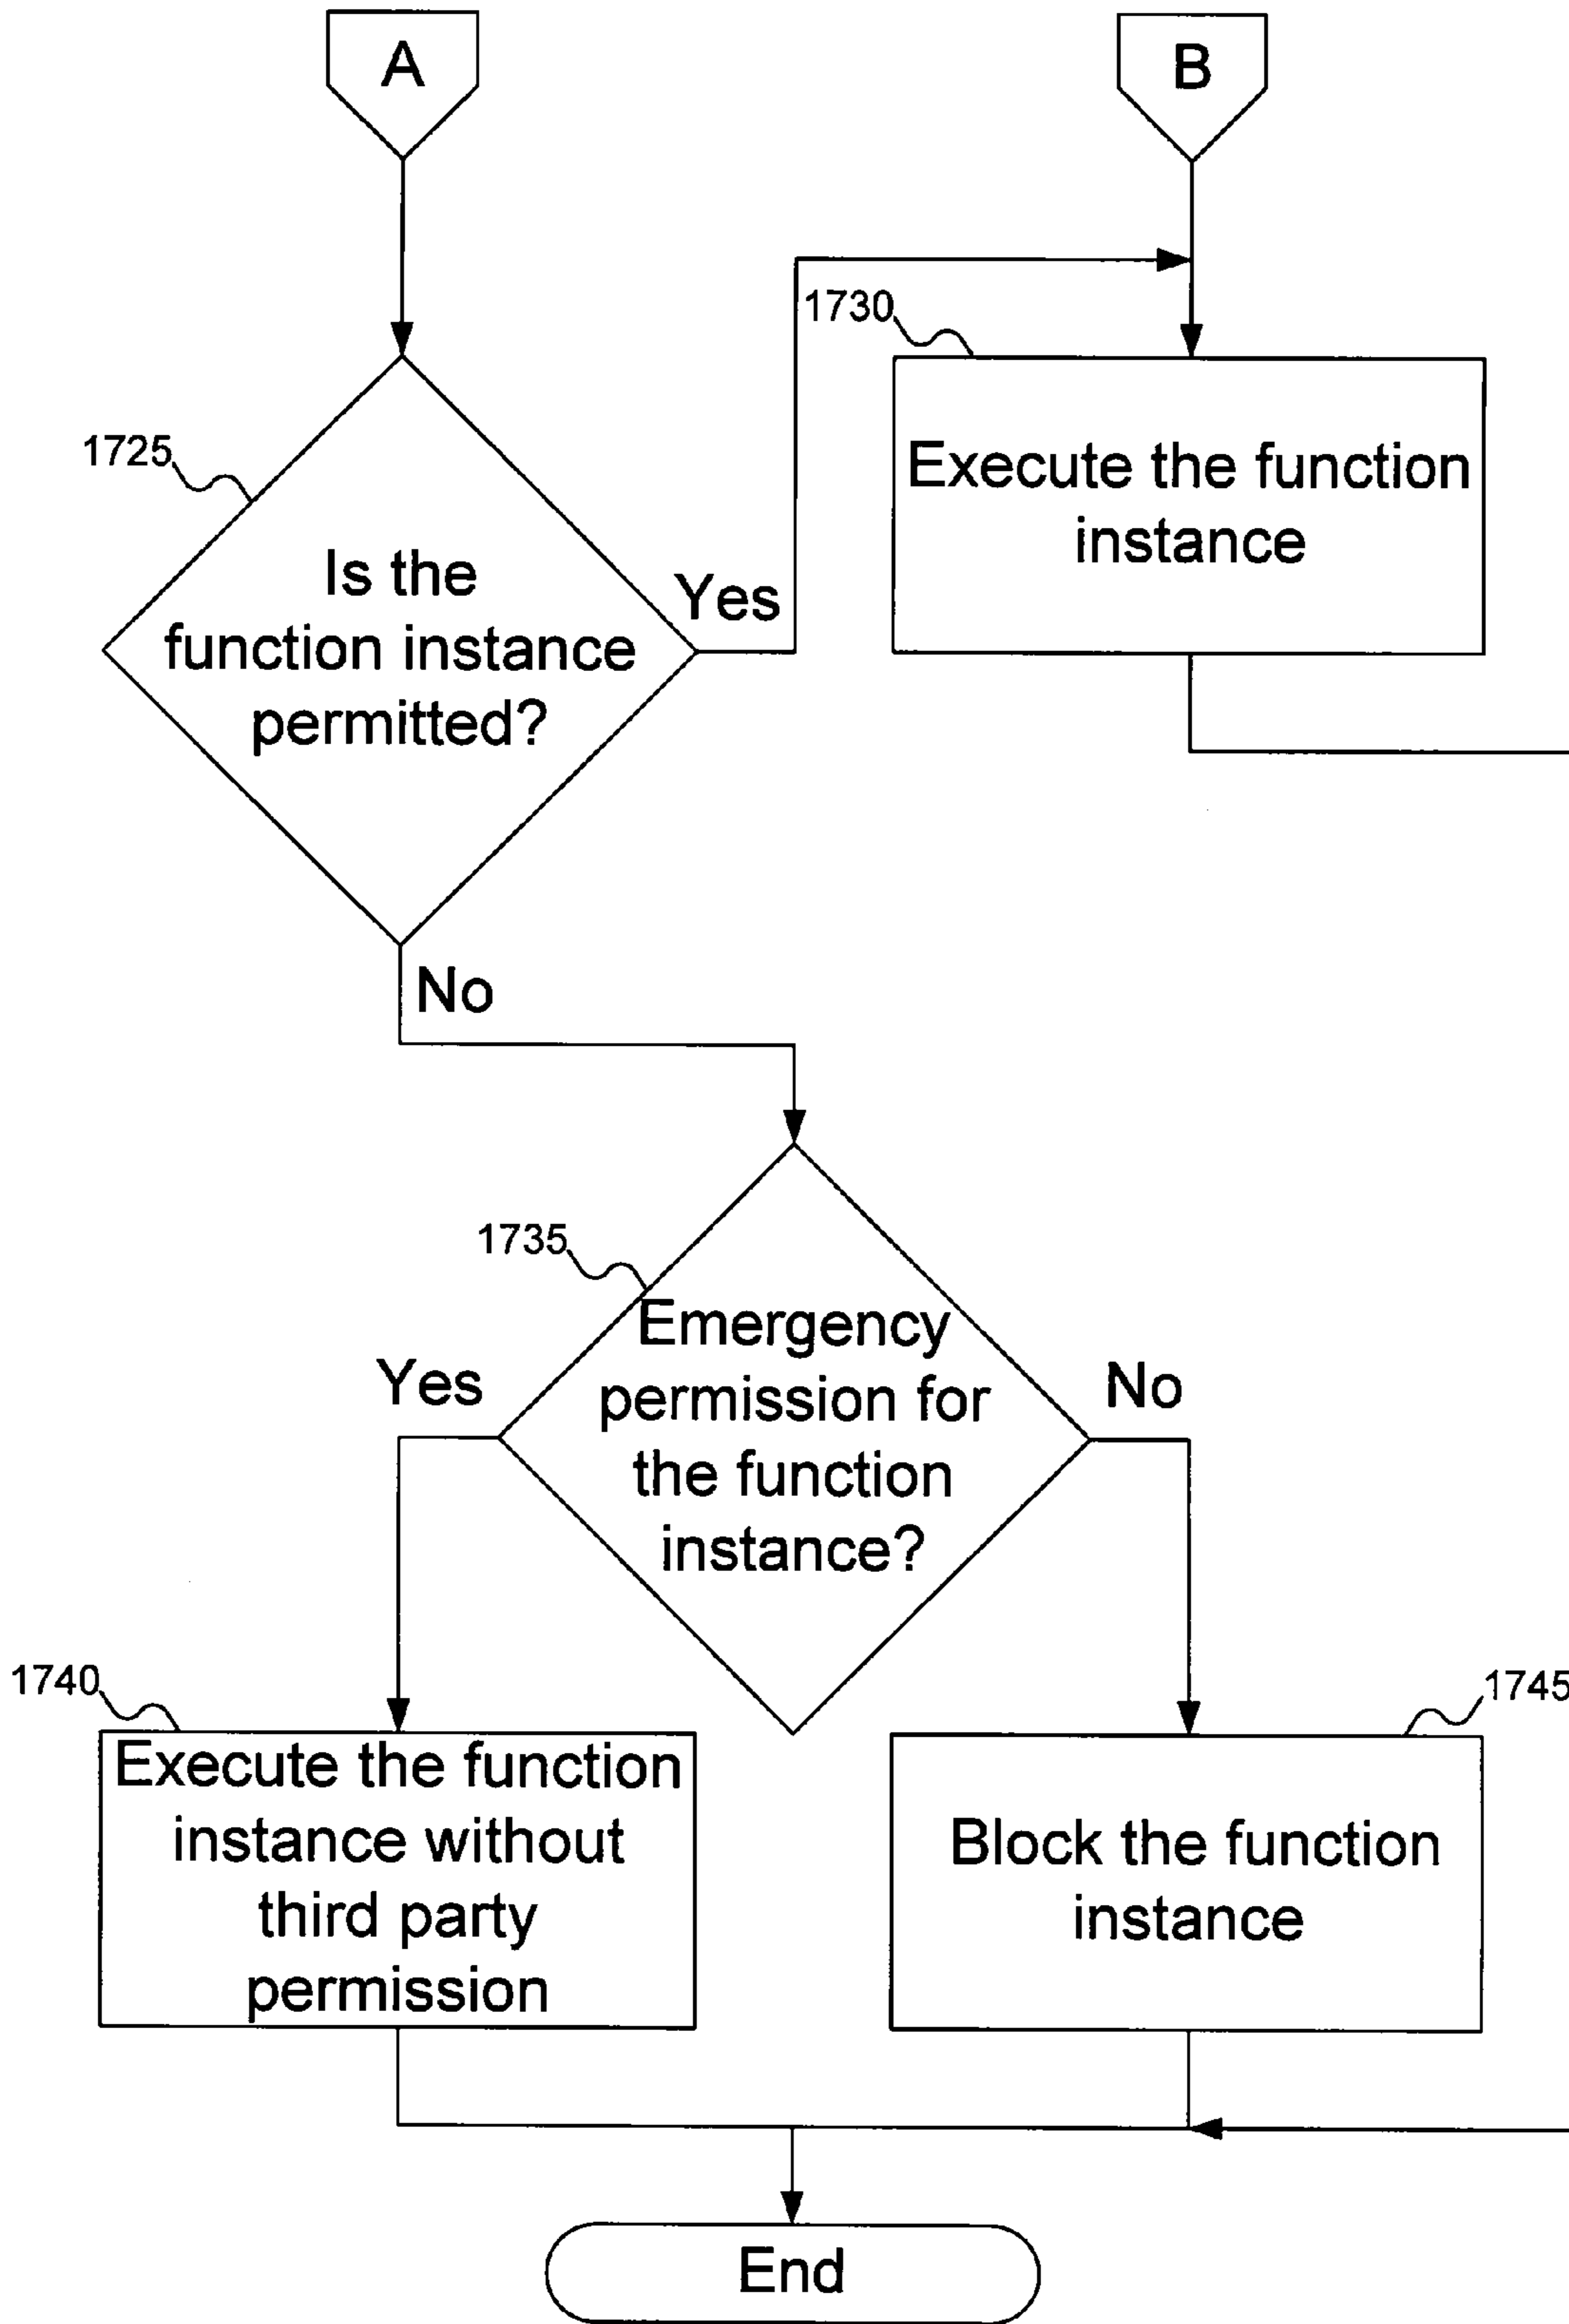 A
B
1730
Execute the function
instance
1725
Is the
function instance
permitted?
Yes
No
1735
Emergency
permission for
the function
instance?
Yes
No
1740
Execute the function
instance without
third party
permission
1745
Block the function
instance
End